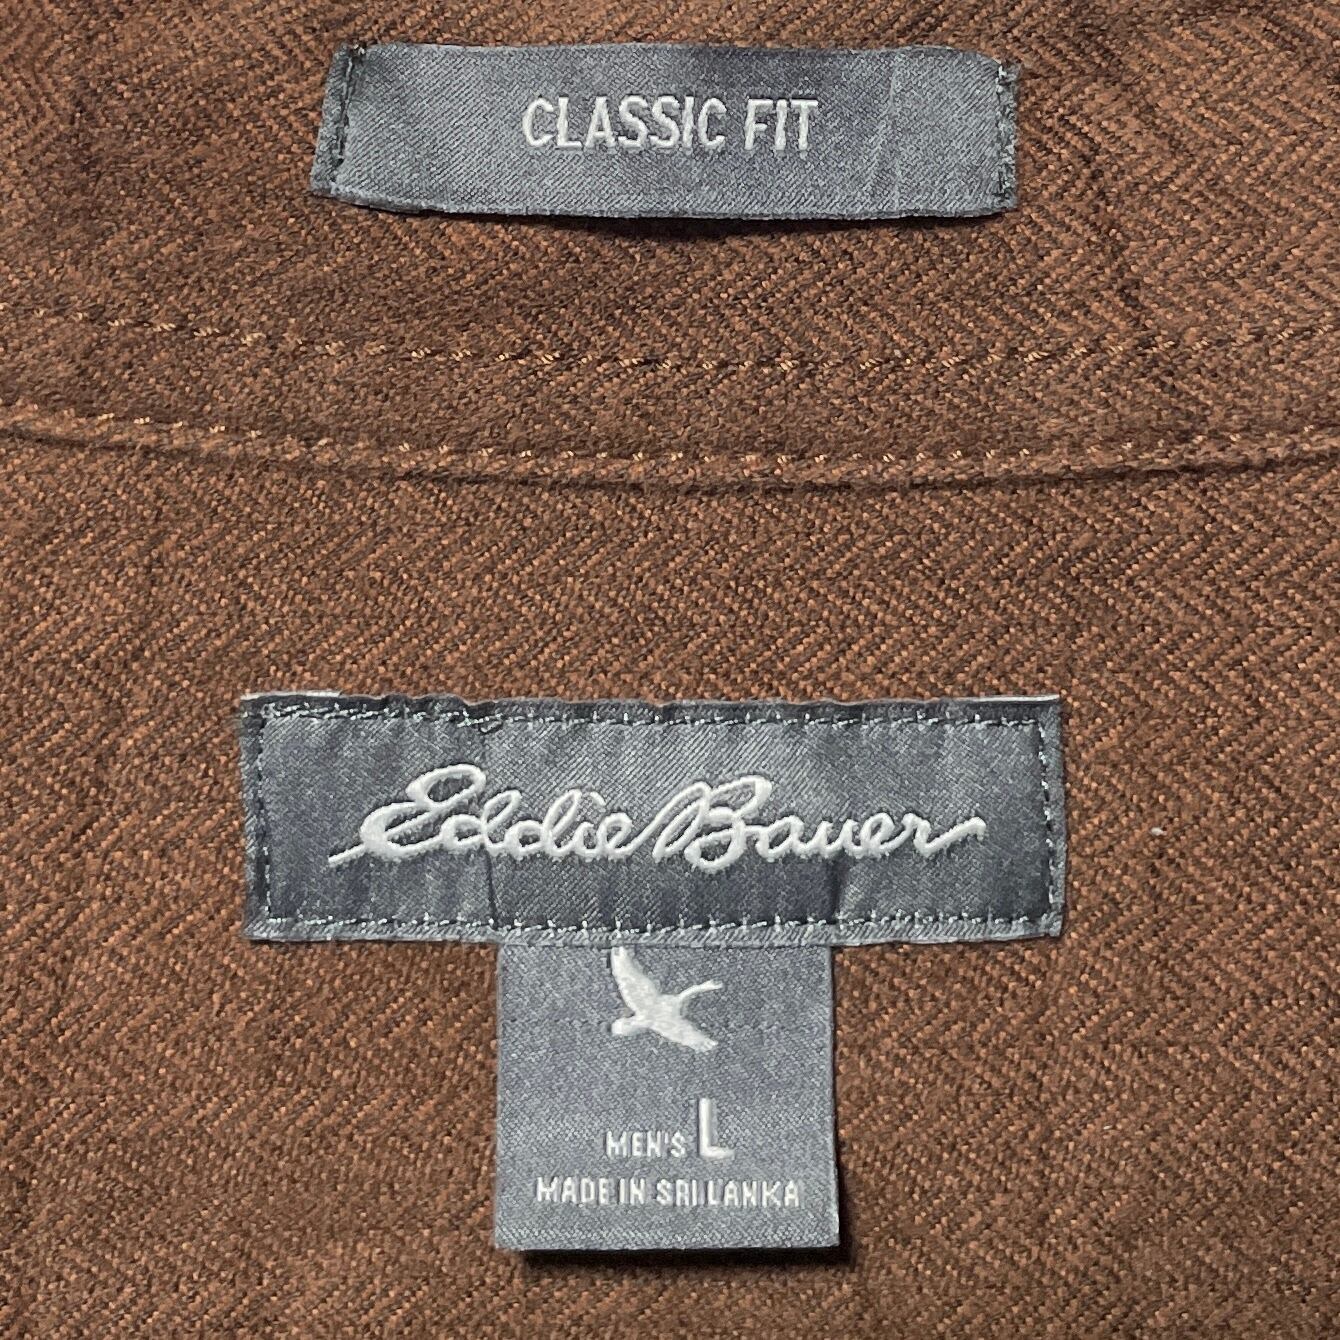 CLASSIC FIT
Eddie Bauer
MEN'S L
MADE IN SRI LANKA